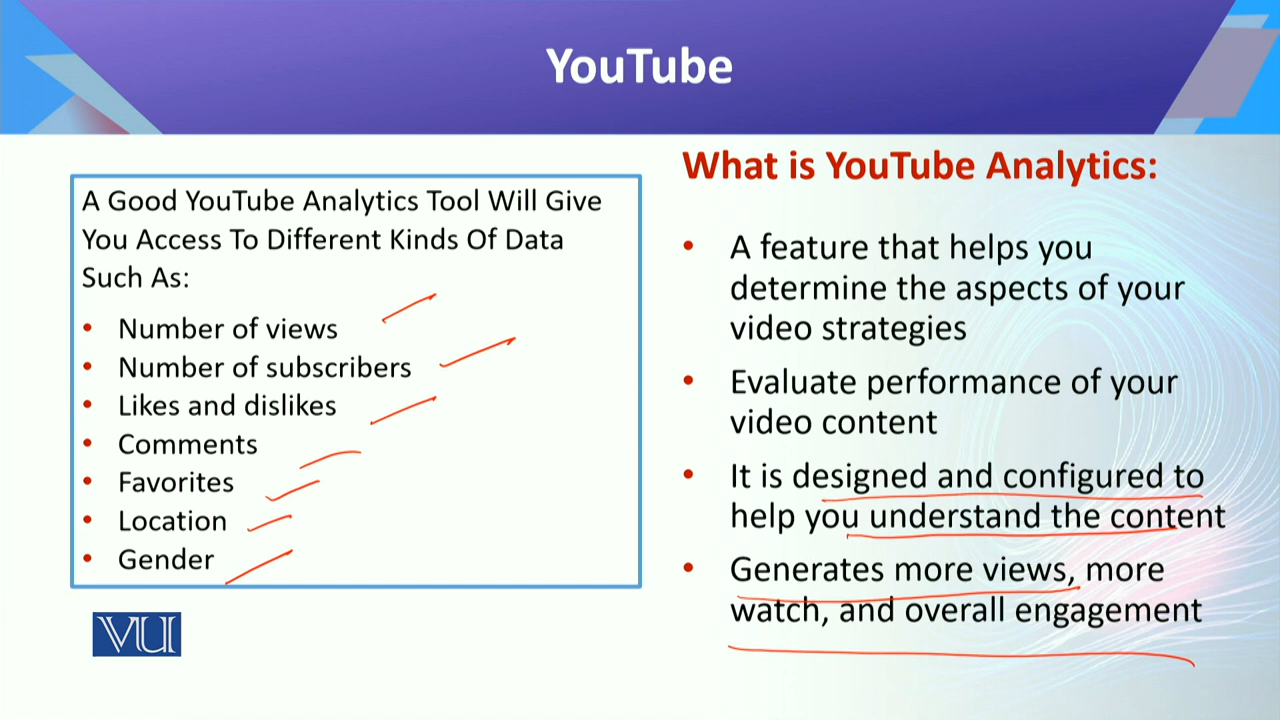 YouTube
A Good YouTube Analytics Tool Will Give
You Access To Different Kinds Of Data
Such As:
• Number of views
• Number of subscribers
• Likes and dislikes
• Comments
• Favorites
• Location
• Gender
VU
What is YouTube Analytics:
• A feature that helps you
determine the aspects of your
video strategies
• Evaluate performance of your
video content
• It is designed and configured to
help you understand the content
• Generates more views, more
watch, and overall engagement